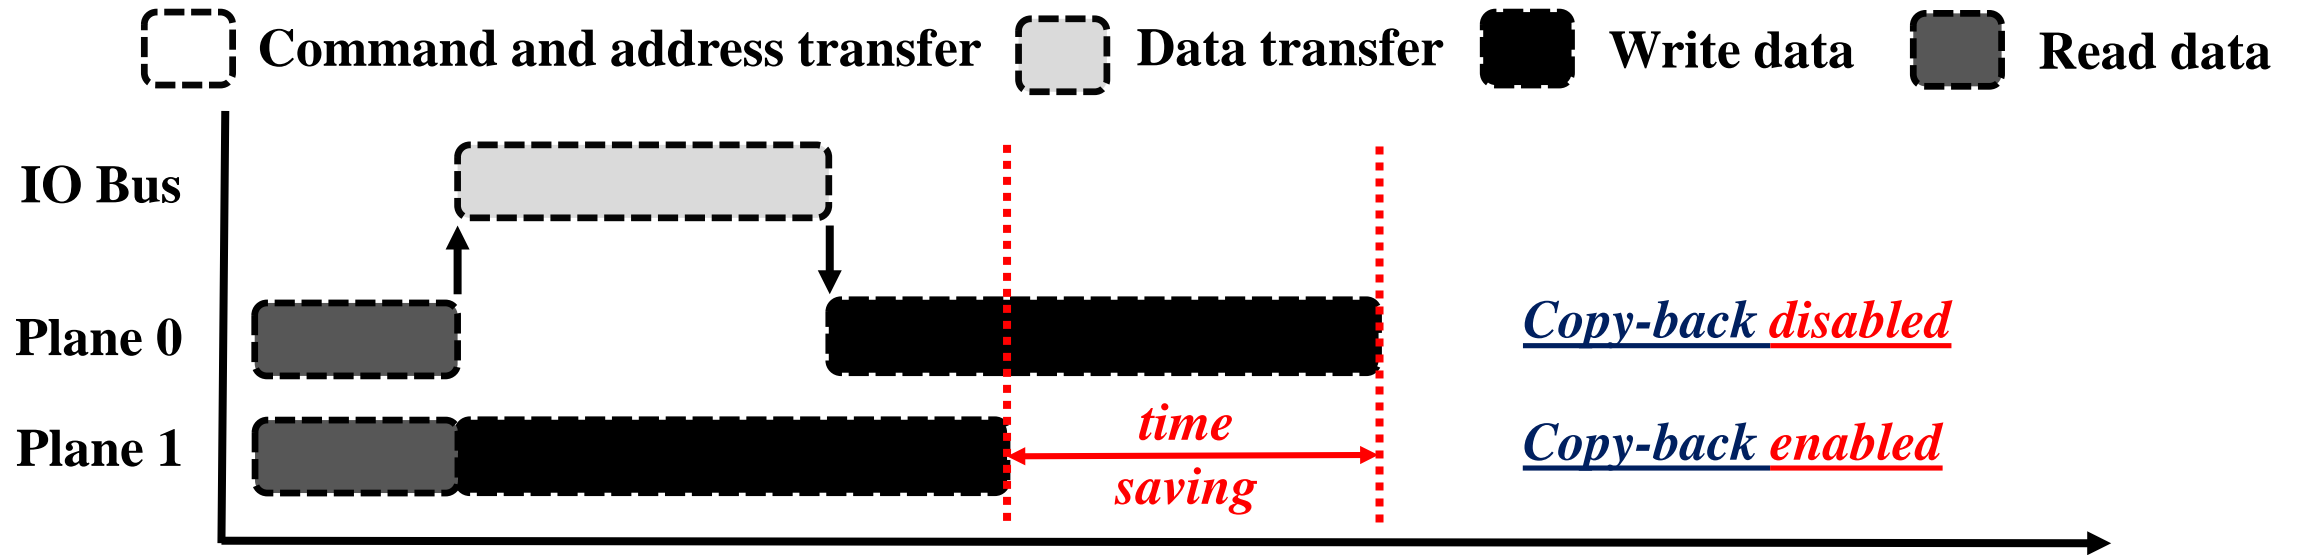 Command and address transfer
Data transfer
Write data
Read data
IO Bus
Plane 0
Copy-back disabled
Plane 1
time
saving
Copy-back enabled